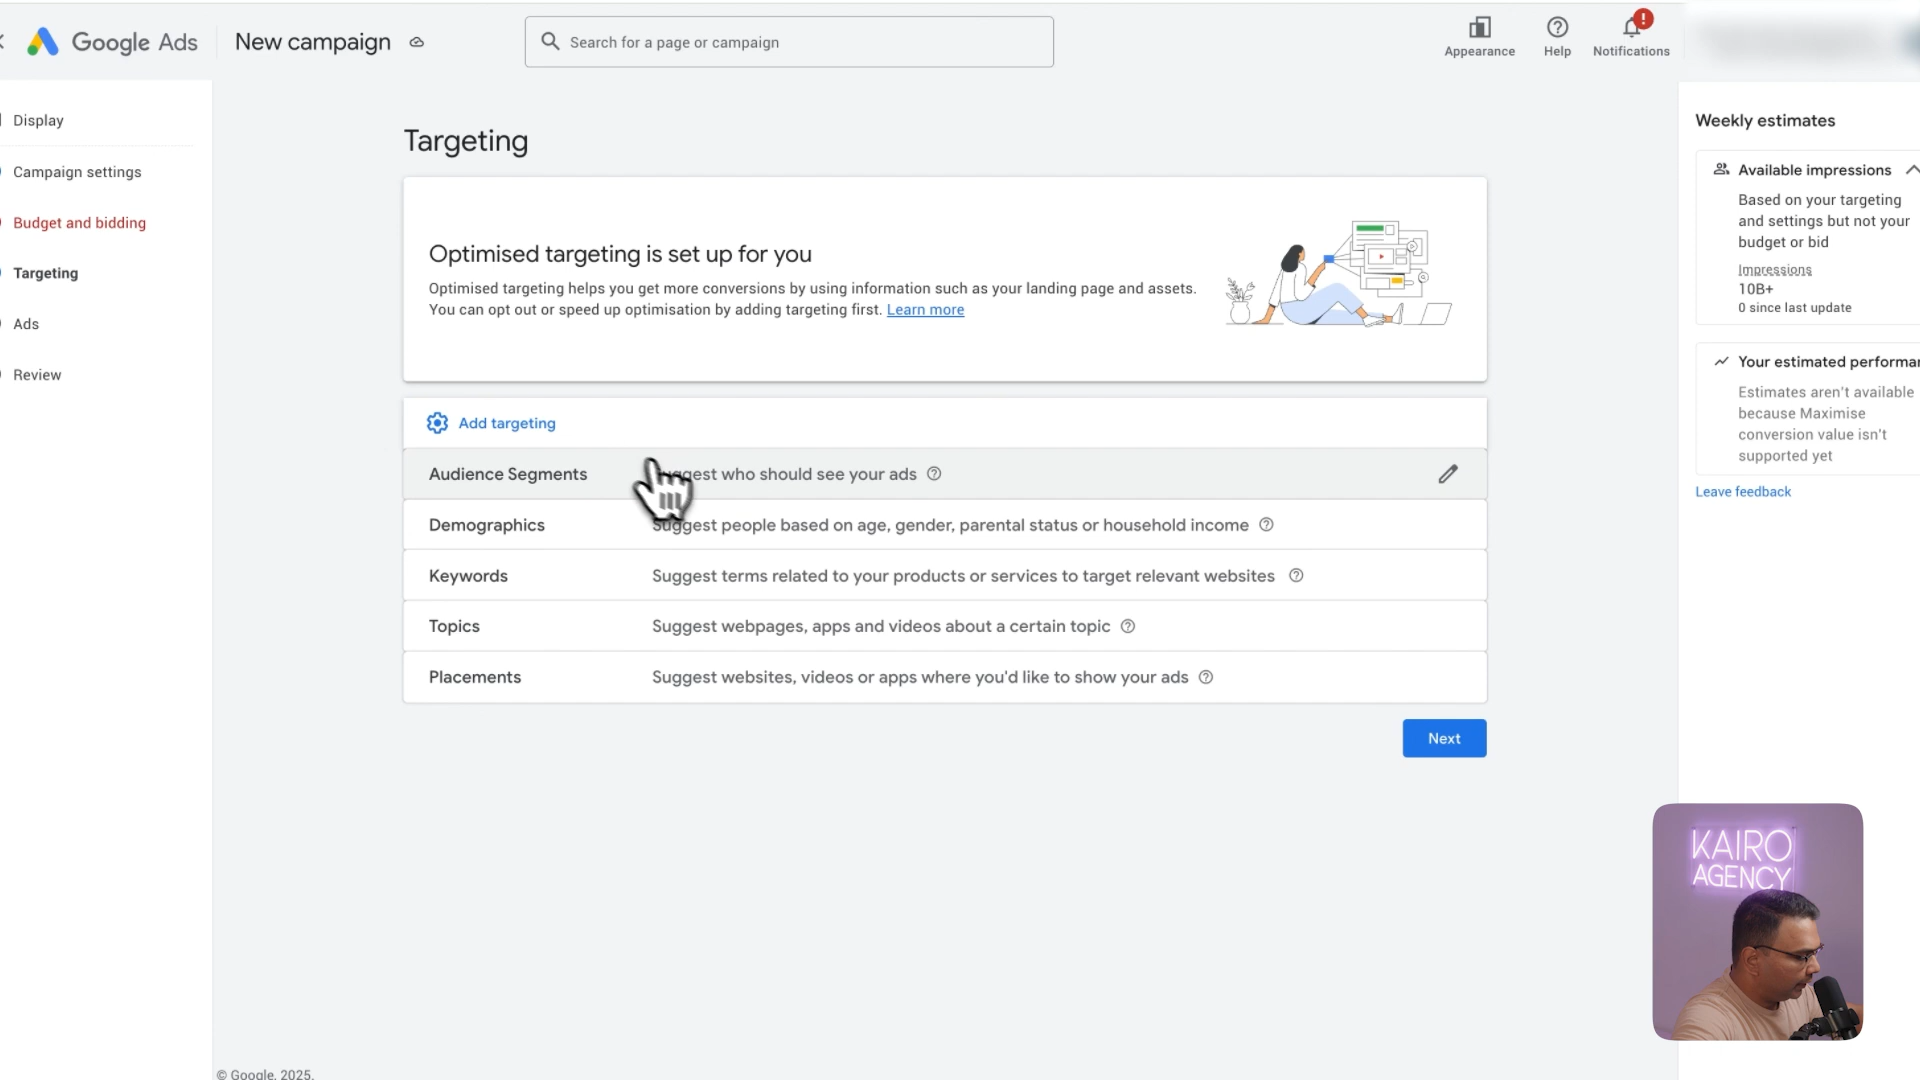 Google Ads
New campaign
Search for a page or campaign
Appearance
Help
Notifications
Display
Campaign settings
Budget and bidding
Targeting
Ads
Review
Targeting
Optimised targeting is set up for you
Optimised targeting helps you get more conversions by using information such as your landing page and assets.
You can opt out or speed up optimisation by adding targeting first. Learn more
Add targeting
Audience Segments
who should see your ads
Demographics
Suggest people based on age, gender, parental status or household income
Keywords
Suggest terms related to your products or services to target relevant websites
Topics
Suggest webpages, apps and videos about a certain topic
Placements
Suggest websites, videos or apps where you'd like to show your ads
Next
Weekly estimates
Available impressions
Based on your targeting
and settings but not your
budget or bid
Impressions
10B+
0 since last update
Your estimated
Estimates aren't available
because Maximise
conversion value isn't
supported yet
Leave feedback
KAIRO
AGENCY
© Google, 2025.